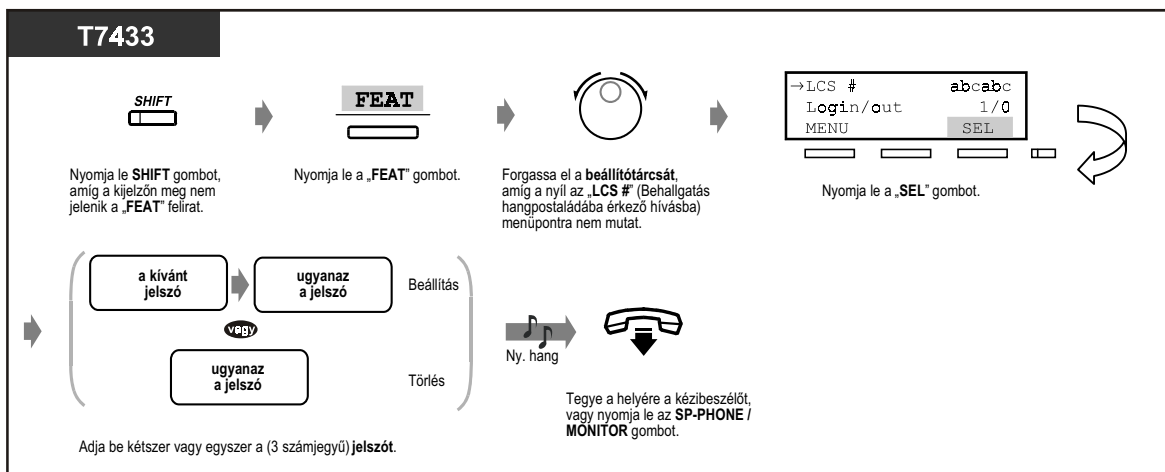 T7433
SHIFT
Nyomja le SHIFT gombot,
amíg a kijelzőn meg nem
jelenik a „FEAT” felirat.
FEAT
Nyomja le a „FEAT” gombot.
Forgassa el a beállítótárcsát,
amíg a nyíl az „LCS #” (Behallgatás
hangpostaládába érkező hívásba)
menüpontra nem mutat.
→LCS # abcabc
Login/out 1/0
MENU SEL
Nyomja le a „SEL” gombot.
a kívánt
jelszó
ugyanaz
a jelszó
Beállítás
vagy
ugyanaz
a jelszó
Törlés
Adja be kétszer vagy egyszer a (3 számjegyű) jelszót.
Ny. hang
Tegye a helyére a kézibeszélőt,
vagy nyomja le az SP-PHONE /
MONITOR gombot.